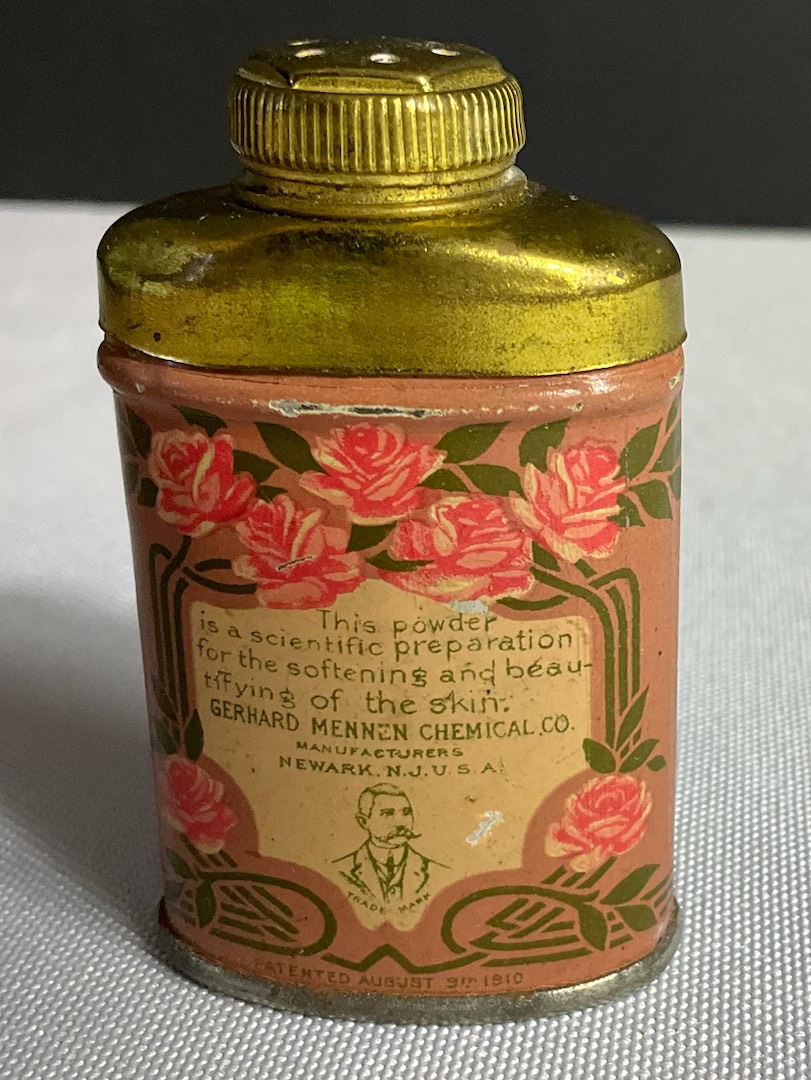 This powder
is a scientific preparation
for the softening and beau-
tifying of the skin.
GERHARD MENNEN CHEMICAL CO.
MANUFACTURERS
NEWARK, N.J.U.S.A.
TRADE MARK
PATENTED AUGUST 9TH 1910